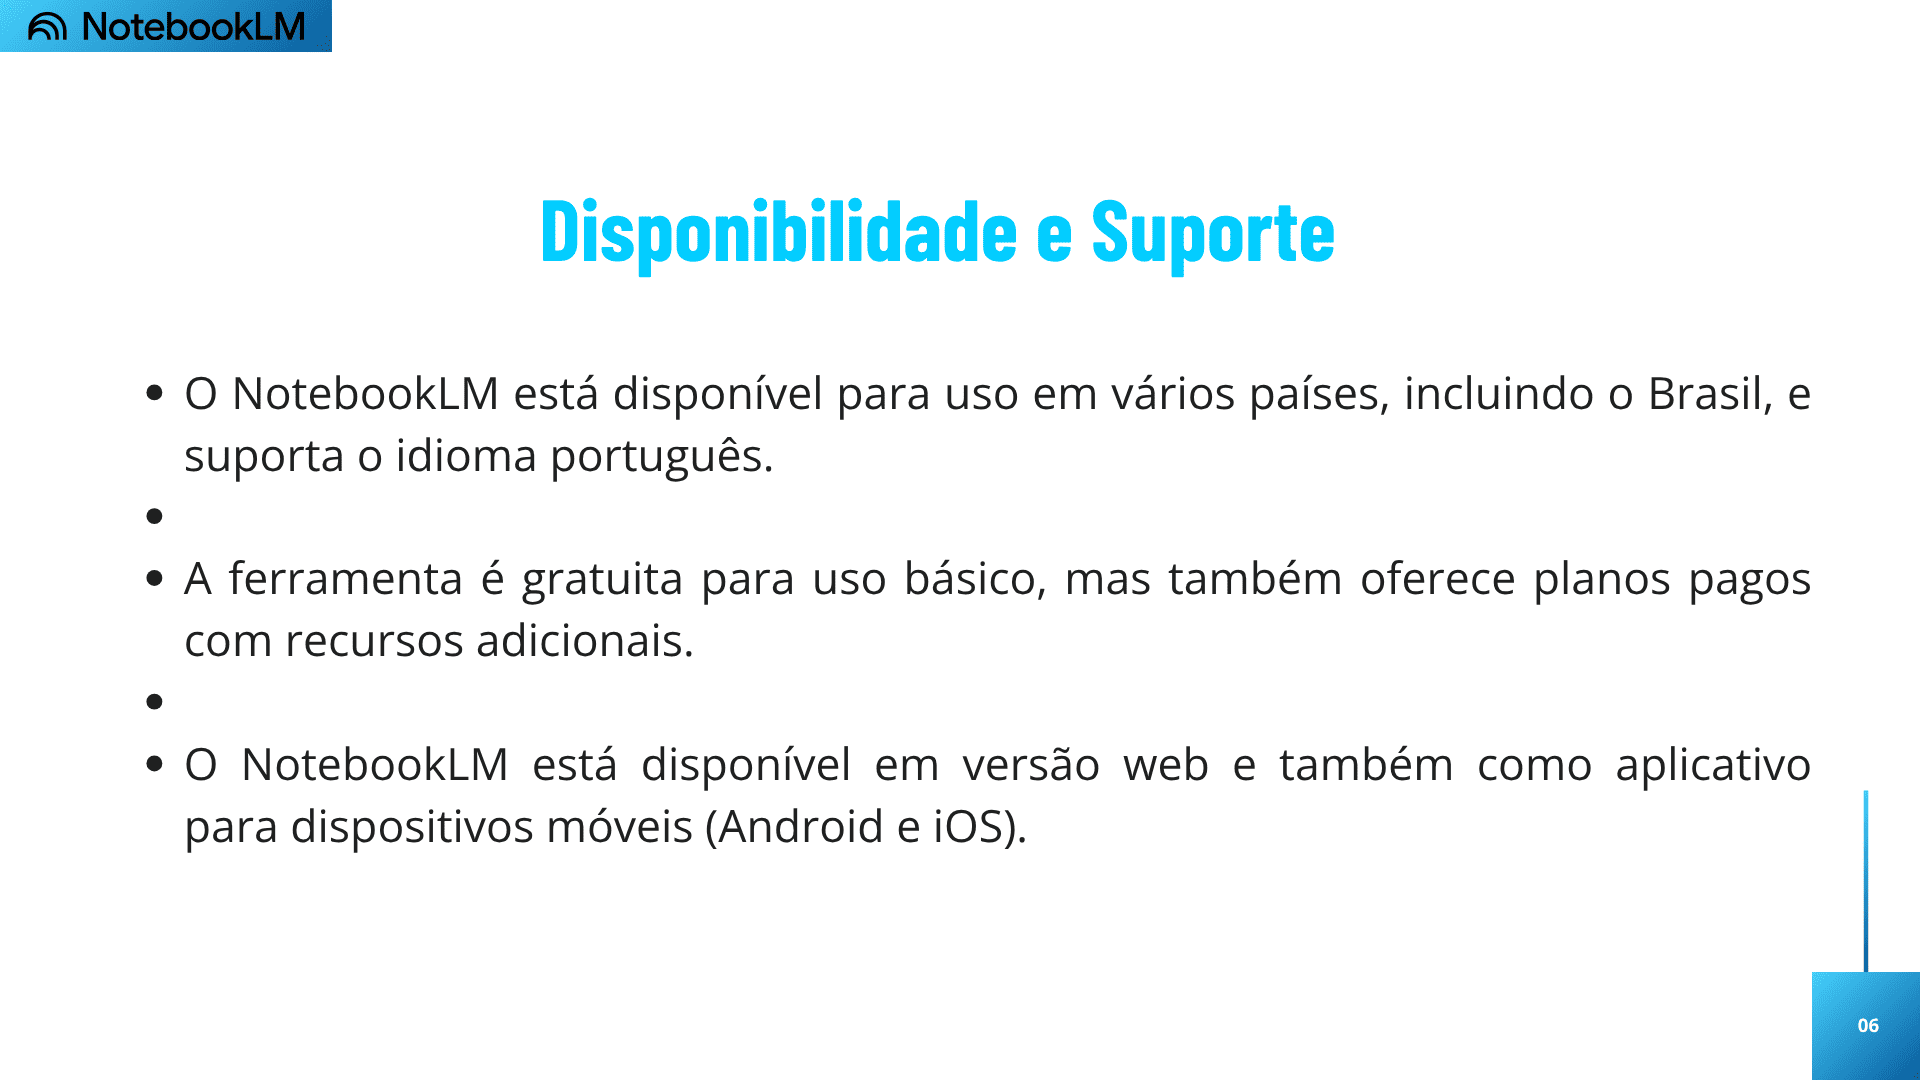 NotebookLM
Disponibilidade e Suporte
• O NotebookLM está disponível para uso em vários países, incluindo o Brasil, e
suporta o idioma português.
•
• A ferramenta é gratuita para uso básico, mas também oferece planos pagos
com recursos adicionais.
•
• O NotebookLM está disponível em versão web e também como aplicativo
para dispositivos móveis (Android e iOS).
06